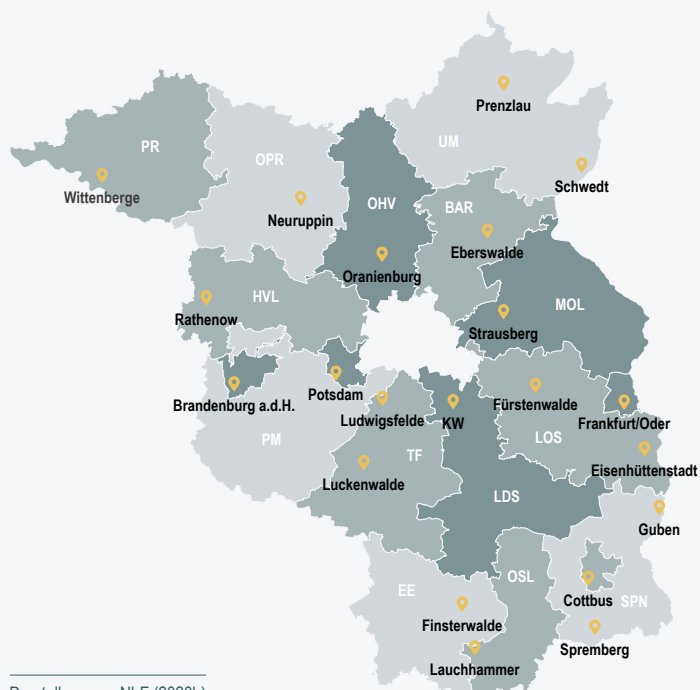 Prenzlau
UM
PR
OPR
Schwedt
Wittenberge
Neuruppin
OHV
BAR
Eberswalde
Oranienburg
HVL
MOL
Rathenow
Strausberg
Potsdam
Brandenburg a.d.H.
Fürstenwalde
Ludwigsfelde
KW
Frankfurt/Oder
PM
LOS
TF
Eisenhüttenstadt
Luckenwalde
LDS
Guben
OSL
EE
Cottbus
SPN
Finsterwalde
Spremberg
Lauchhammer